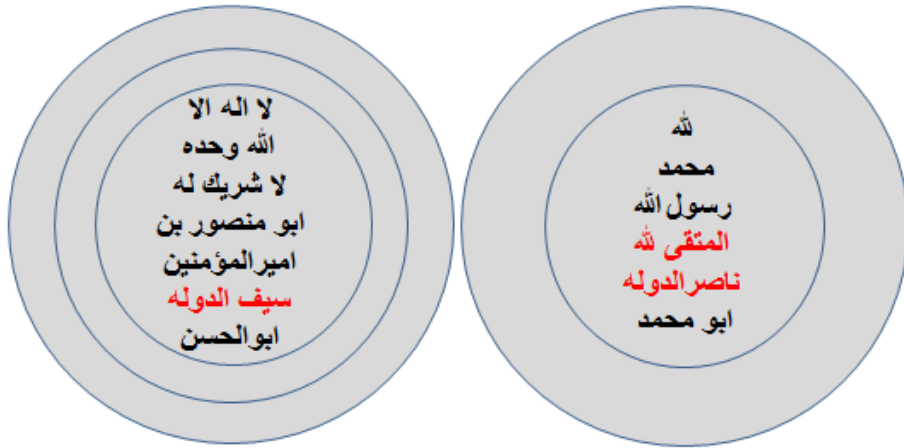 لا اله الا
الله وحده
لا شريك له
ابو منصور بن
اميرالمؤمنين
سيف الدوله
ابوالحسن
لله
محمد
رسول الله
المتقى لله
ناصرالدوله
ابو محمد